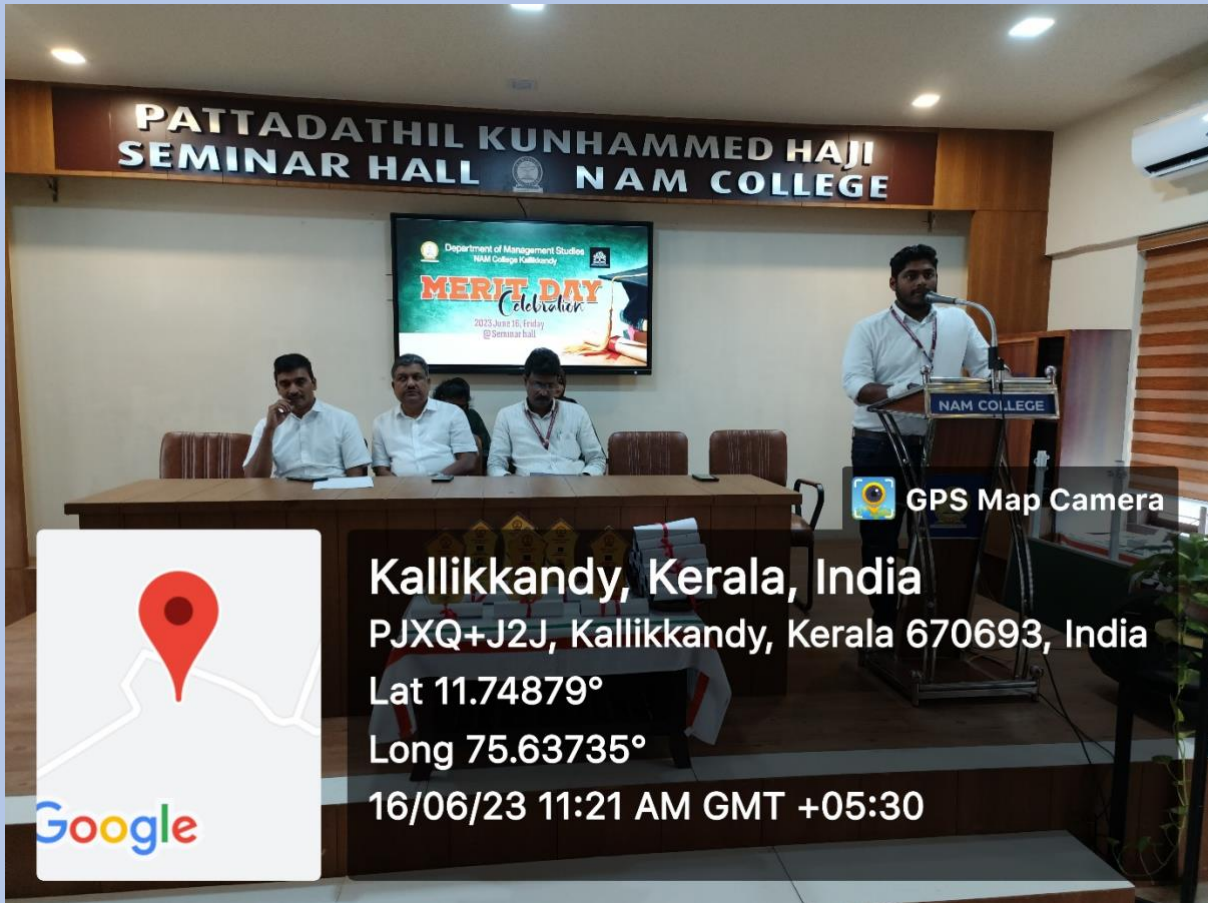 PATTADATHIL KUNHAMMED HAJI
SEMINAR HALL NAM COLLEGE
Department of Management Studies
NAM College Kallikkandy
MERIT DAY
Celebration
2023 June 16, Friday
@ Seminar hall
NAM COLLEGE
GPS Map Camera
Kallikkandy, Kerala, India
PJXQ+J2J, Kallikkandy, Kerala 670693, India
Lat 11.74879°
Long 75.63735°
16/06/23 11:21 AM GMT +05:30
Google